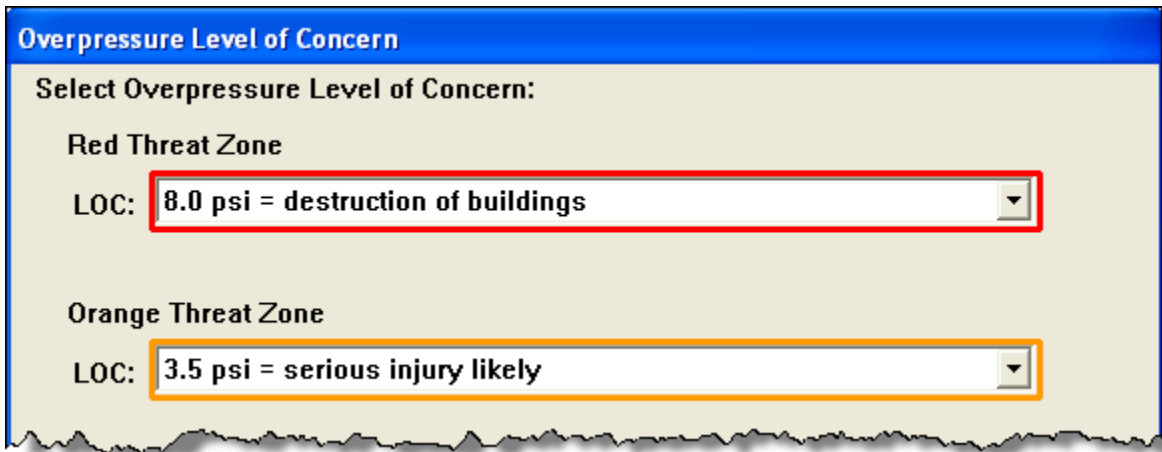 Overpressure Level of Concern
Select Overpressure Level of Concern:
Red Threat Zone
LOC: 8.0 psi = destruction of buildings
Orange Threat Zone
LOC: 3.5 psi = serious injury likely